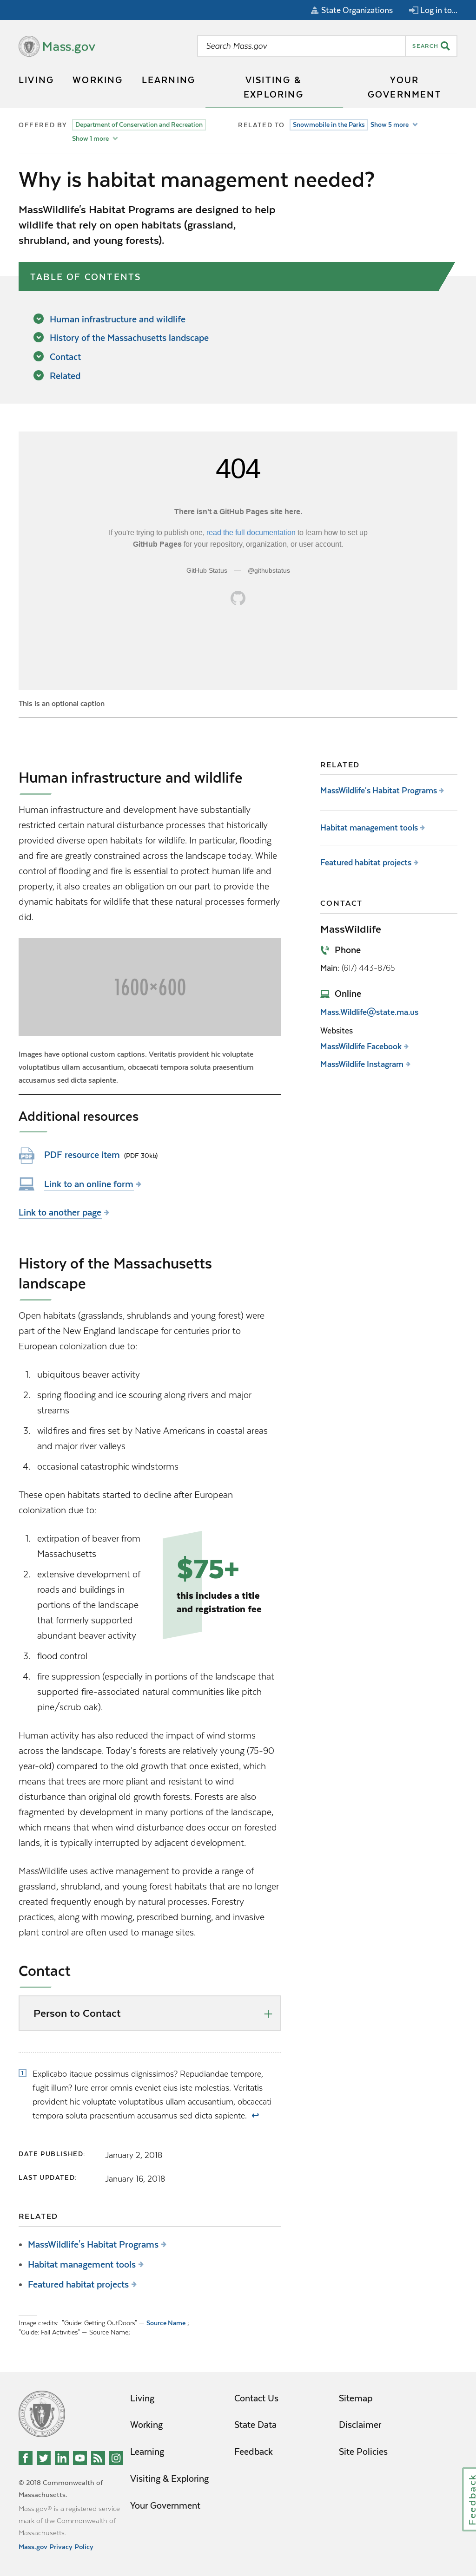 State Organizations
Log in to...
Mass.gov
Search Mass.gov
SEARCH
LIVING
WORKING
LEARNING
VISITING &
EXPLORING
YOUR
GOVERNMENT
OFFERED BY
Department of Conservation and Recreation
Show 1 more
RELATED TO
Snowmobile in the Parks
Show 5 more
Why is habitat management needed?
MassWildlife's Habitat Programs are designed to help
wildlife that rely on open habitats (grassland,
shrubland, and young forests).
TABLE OF CONTENTS
Human infrastructure and wildlife
History of the Massachusetts landscape
Contact
Related
404
There isn't a GitHub Pages site here.
If you're trying to publish one, read the full documentation to learn how to set up
GitHub Pages for your repository, organization, or user account.
GitHub Status — @githubstatus
This is an optional caption
Human infrastructure and wildlife
Human infrastructure and development have substantially
restricted certain natural disturbance processes that historically
provided diverse open habitats for wildlife. In particular, flooding
and fire are greatly constrained across the landscape today. While
control of flooding and fire is essential to protect human life and
property, it also creates an obligation on our part to provide the
dynamic habitats for wildlife that these natural processes formerly
did.
1600×600
Images have optional custom captions. Veritatis provident hic voluptate
voluptatibus ullam accusantium, obcaecati tempora soluta praesentium
accusamus sed dicta sapiente.
Additional resources
PDF
PDF resource item (PDF 30kb)
Link to an online form
Link to another page
RELATED
MassWildlife's Habitat Programs
Habitat management tools
Featured habitat projects
CONTACT
MassWildlife
Phone
Main: (617) 443-8765
Online
Mass.Wildlife@state.ma.us
Websites
MassWildlife Facebook
MassWildlife Instagram
History of the Massachusetts
landscape
Open habitats (grasslands, shrublands and young forest) were
part of the New England landscape for centuries prior to
European colonization due to:
1. ubiquitous beaver activity
2. spring flooding and ice scouring along rivers and major
streams
3. wildfires and fires set by Native Americans in coastal areas
and major river valleys
4. occasional catastrophic windstorms
These open habitats started to decline after European
colonization due to:
1. extirpation of beaver from
Massachusetts
2. extensive development of
roads and buildings in
portions of the landscape
that formerly supported
abundant beaver activity
3. flood control
4. fire suppression (especially in portions of the landscape that
supported fire-associated natural communities like pitch
pine/scrub oak).
$75+
this includes a title
and registration fee
Human activity has also reduced the impact of wind storms
across the landscape. Today's forests are relatively young (75-90
year-old) compared to the old growth that once existed, which
means that trees are more pliant and resistant to wind
disturbance than original old growth forests. Forests are also
fragmented by development in many portions of the landscape,
which means that when wind disturbance does occur on forested
lands, it is typically interrupted by adjacent development.
MassWildlife uses active management to provide a range of
grassland, shrubland, and young forest habitats that are no longer
created frequently enough by natural processes. Forestry
practices, along with mowing, prescribed burning, and invasive
plant control are often used to manage sites.
Contact
Person to Contact
1 Explicabo itaque possimus dignissimos? Repudiandae tempore,
fugit illum? Iure error omnis eveniet eius iste molestias. Veritatis
provident hic voluptate voluptatibus ullam accusantium, obcaecati
tempora soluta praesentium accusamus sed dicta sapiente. ↩
DATE PUBLISHED: January 2, 2018
LAST UPDATED: January 16, 2018
RELATED
MassWildlife's Habitat Programs
Habitat management tools
Featured habitat projects
Image credits: "Guide: Getting OutDoors" — Source Name ,
"Guide: Fall Activities" — Source Name;
Living
Working
Learning
Visiting & Exploring
Your Government
Contact Us
State Data
Feedback
Sitemap
Disclaimer
Site Policies
© 2018 Commonwealth of
Massachusetts.
Mass.gov® is a registered service
mark of the Commonwealth of
Massachusetts.
Mass.gov Privacy Policy
Feedback